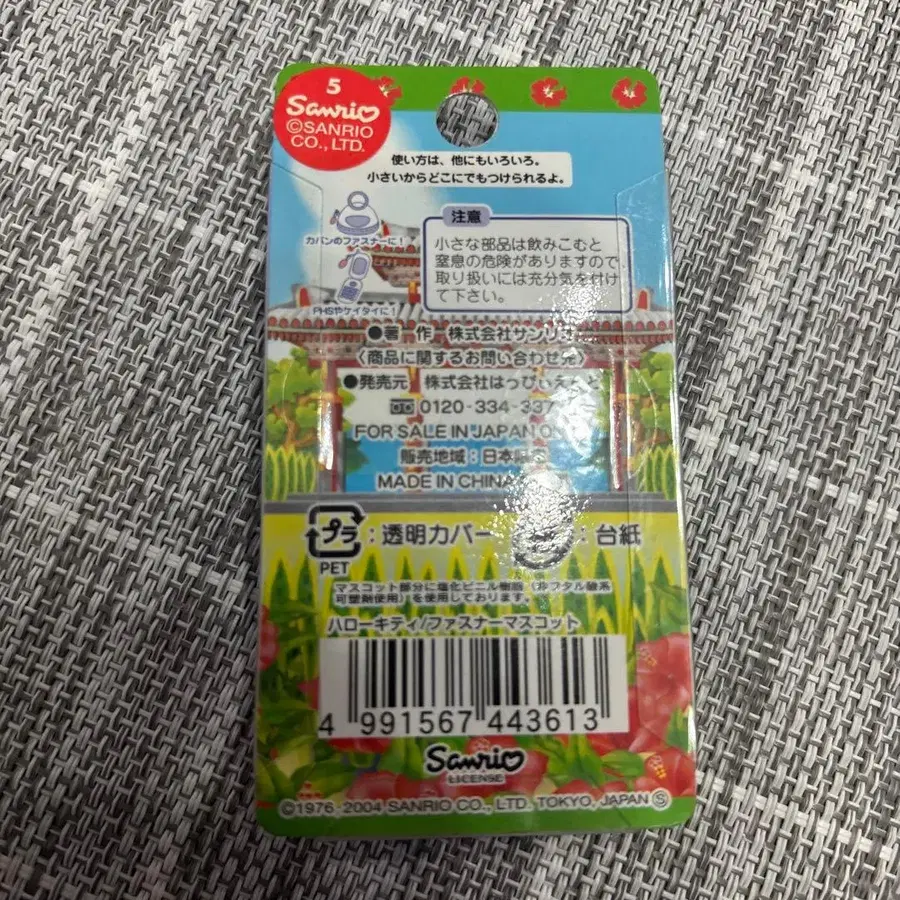 5
Sanrio
©SANRIO
CO., LTD.
使い方は、他にもいろいろ。
小さいからどこにでもつけられるよ。
カバンのファスナーに!
PHSやケイタイに!
注意
小さな部品は飲みこむと
窒息の危険がありますので
取り扱いには充分気を付け
て下さい。
●著 作 株式会社サンリオ
〈商品に関するお問い合わせ先〉
●発売元 株式会社はっぴぃえんど
0120-334-337
FOR SALE IN JAPAN
販売地域:日本
MADE IN CHINA
プラ:透明カバー :台紙
PET
マスコット部分に塩化ビニル樹脂(非フタル酸系
可塑剤使用)を使用しております。
ハローキティ/ファスナーマスコット
4 991567 443613
Sanrio
LICENSE
©1976, 2004 SANRIO CO., LTD. TOKYO, JAPAN Ⓢ